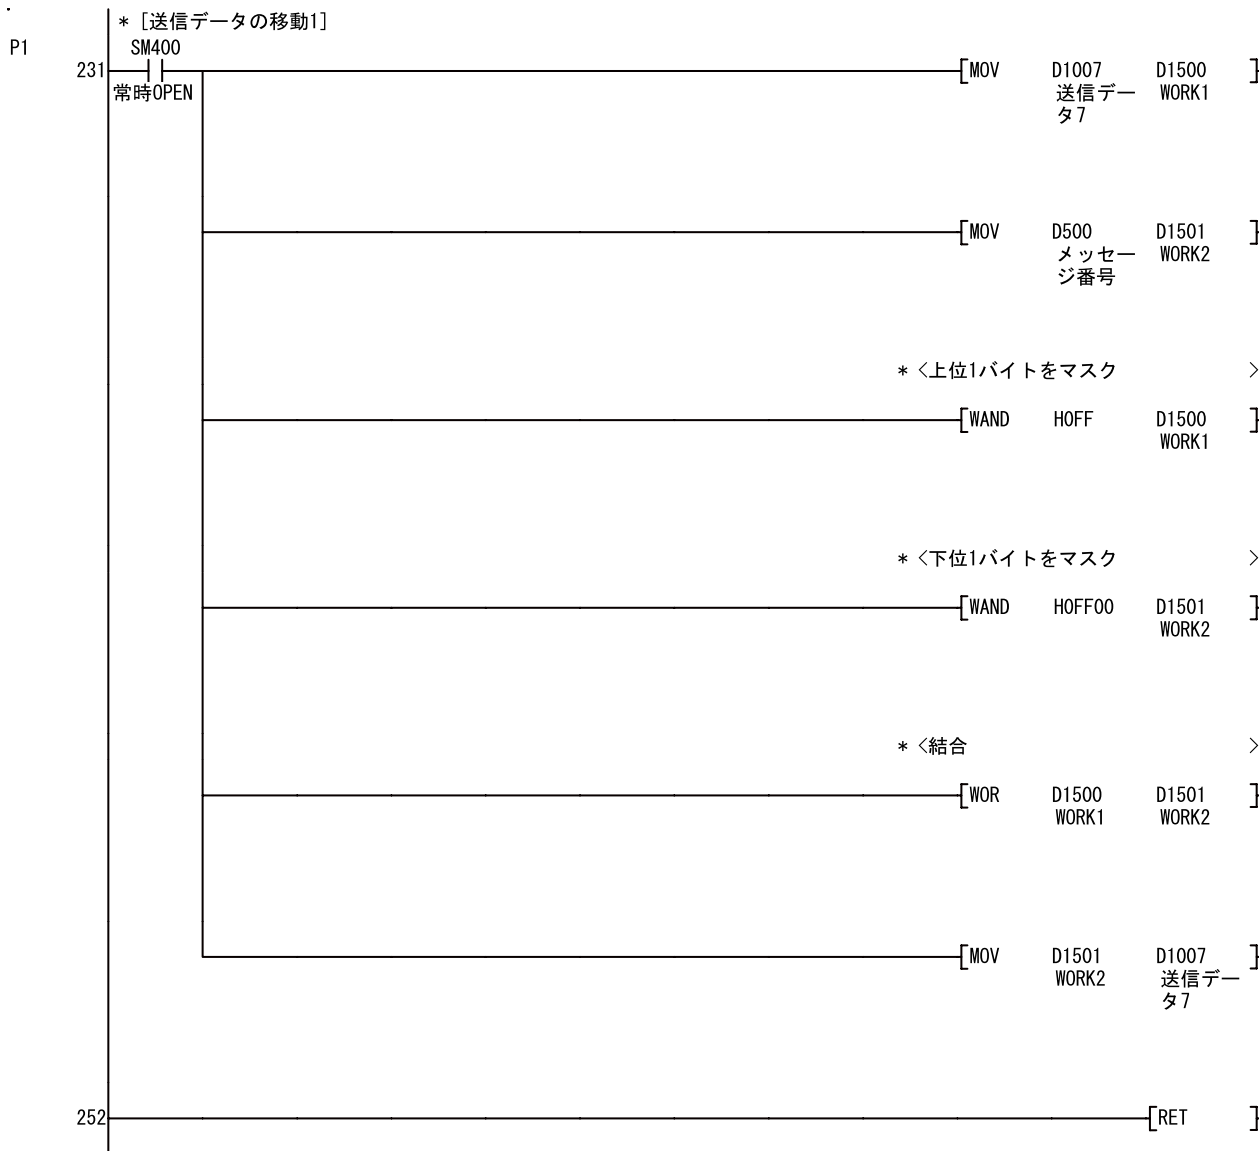 * [送信データの移動1]
P1 SM400
231 [MOV D1007 D1500 ]
常時OPEN 送信デー WORK1
タ7
[MOV D500 D1501 ]
メッセー WORK2
ジ番号
* <上位1バイトをマスク >
[WAND H0FF D1500 ]
WORK1
* <下位1バイトをマスク >
[WAND H0FF00 D1501 ]
WORK2
* <結合 >
[WOR D1500 D1501 ]
WORK1 WORK2
[MOV D1501 D1007 ]
WORK2 送信デー
タ7
252 [RET ]